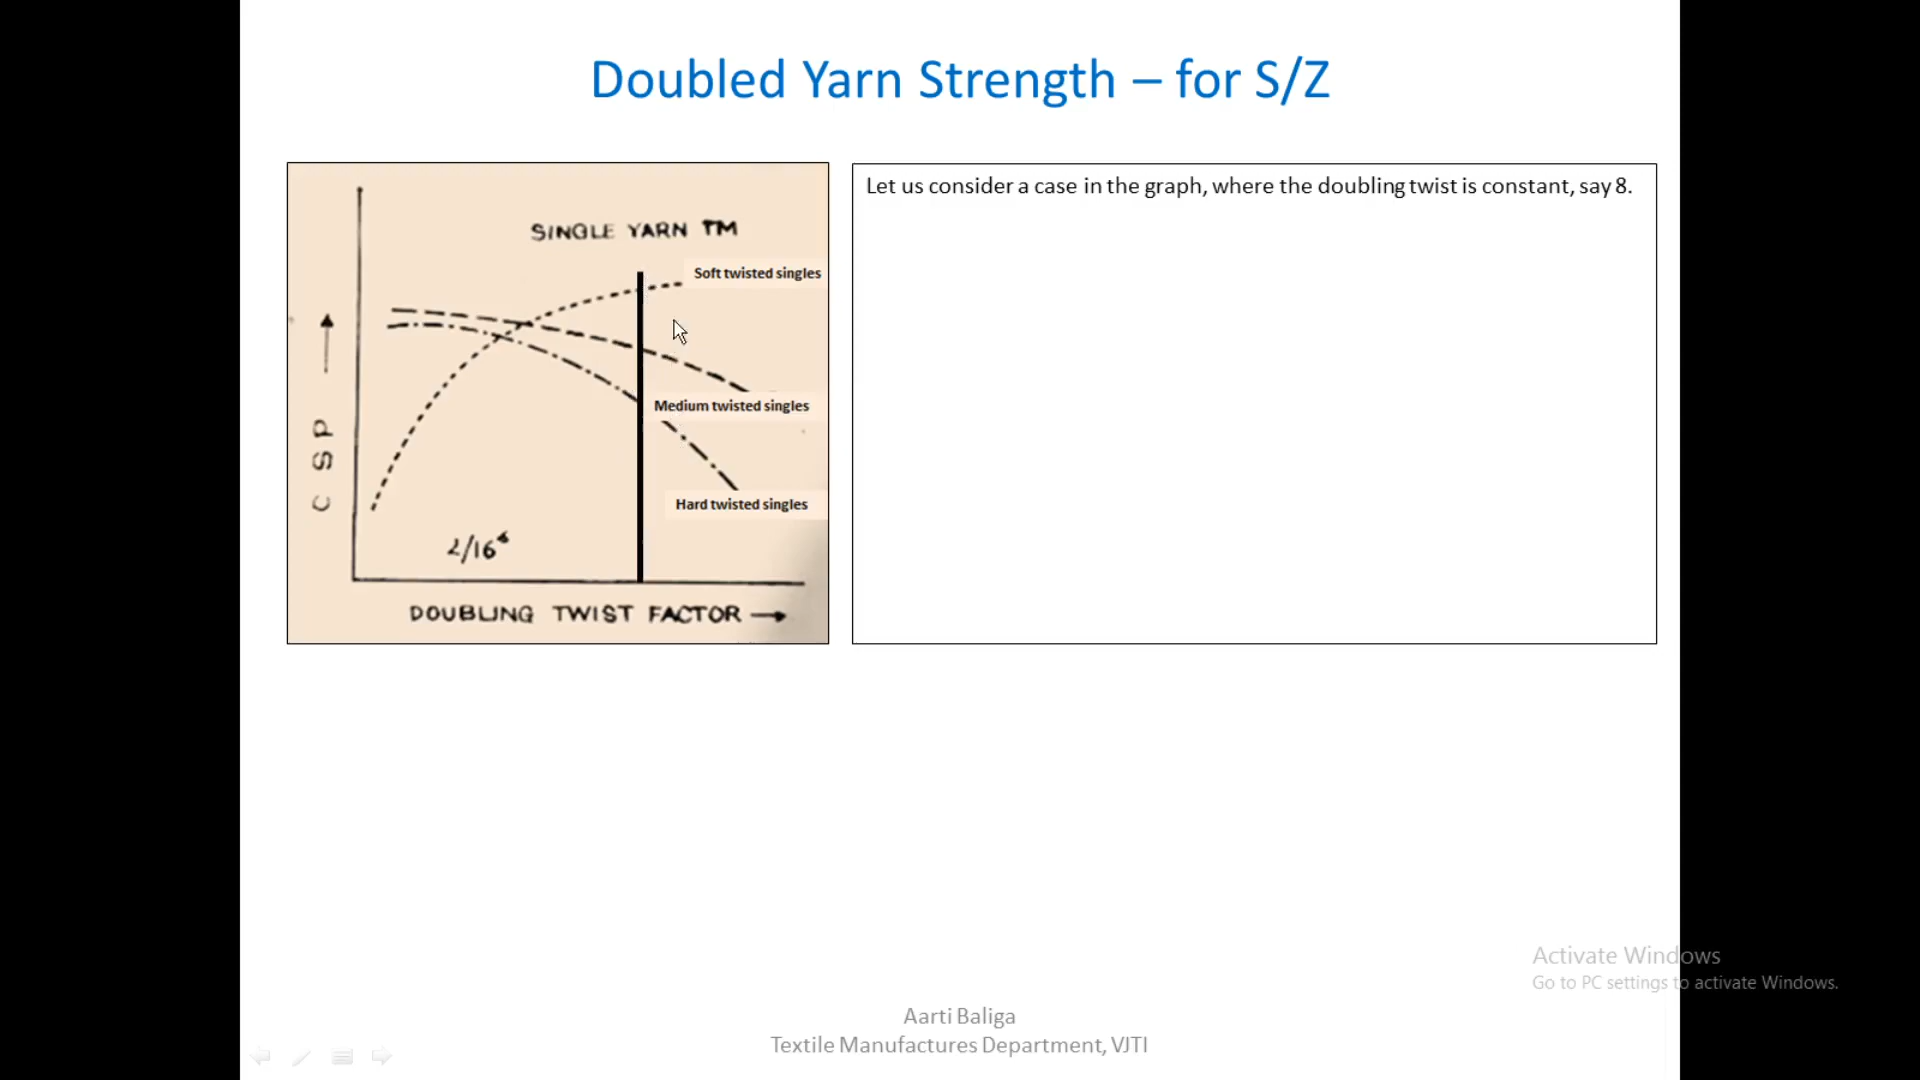 Doubled Yarn Strength – for S/Z
SINGLE YARN TM
Soft twisted singles
Medium twisted singles
Hard twisted singles
CSP
2/16s
DOUBLING TWIST FACTOR
Let us consider a case in the graph, where the doubling twist is constant, say 8.
Activate Windows
Go to PC settings to activate Windows.
Aarti Baliga
Textile Manufactures Department, VJTI